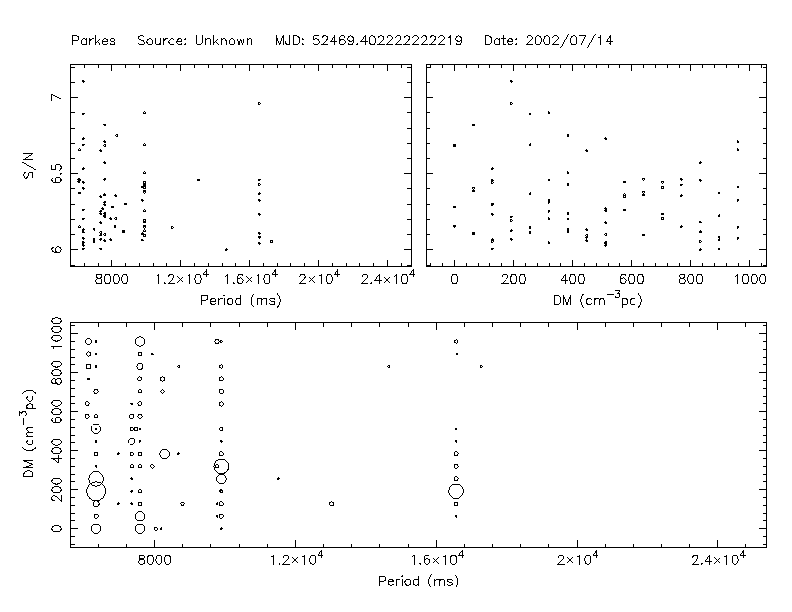 Parkes Source: Unknown MJD: 52469.402222222219 Date: 2002/07/14
S/N
7
6.5
6
8000 1.2×10⁴ 1.6×10⁴ 2×10⁴ 2.4×10⁴
Period (ms)
0 200 400 600 800 1000
DM (cm⁻³pc)
DM (cm⁻³pc)
1000
800
600
400
200
0
8000 1.2×10⁴ 1.6×10⁴ 2×10⁴ 2.4×10⁴
Period (ms)